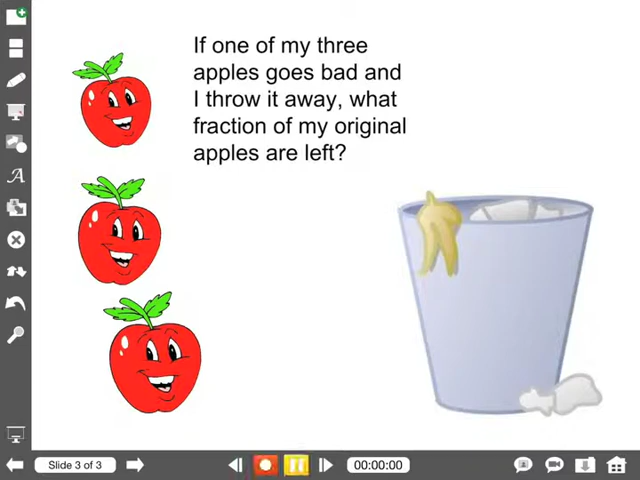 If one of my three
apples goes bad and
I throw it away, what
fraction of my original
apples are left?
A
Slide 3 of 3
00:00:00